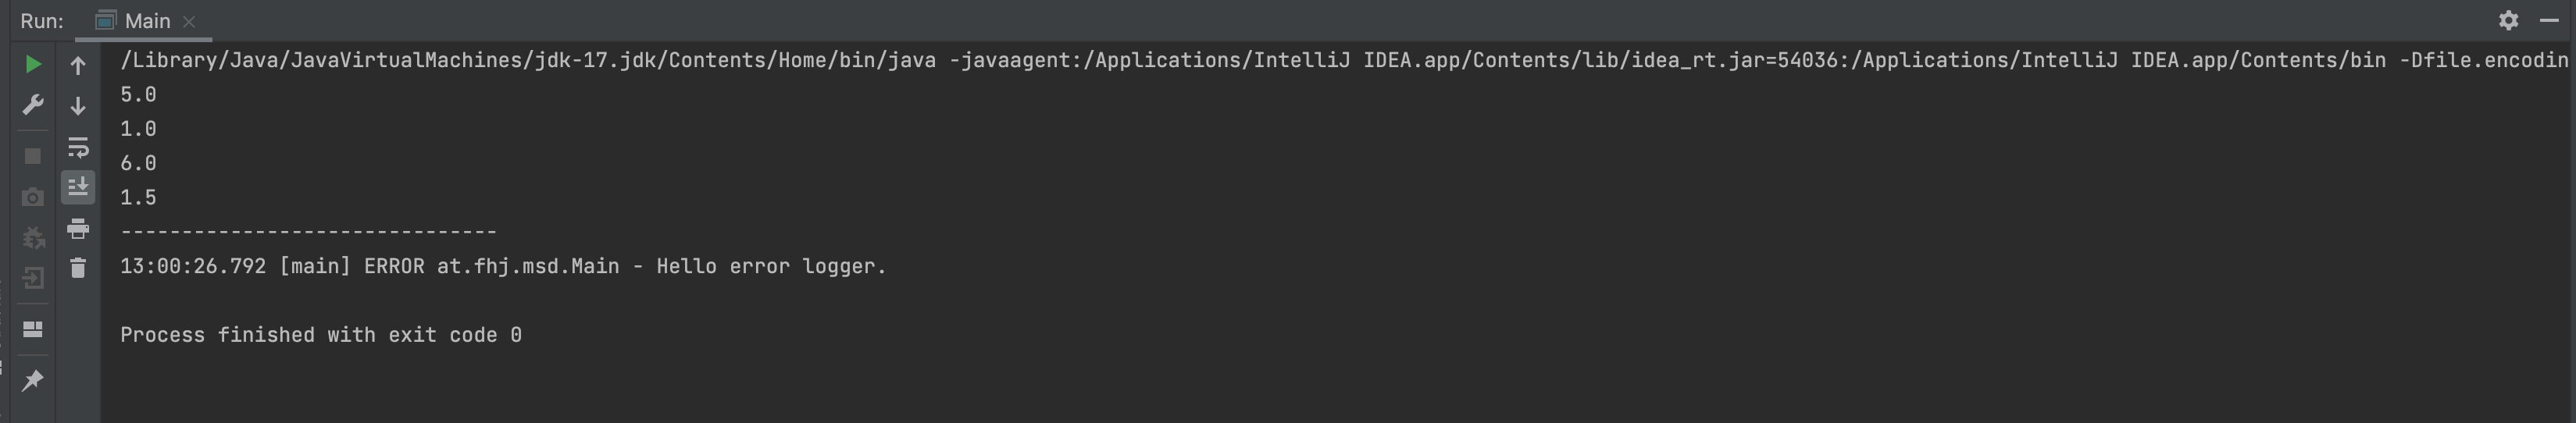 Run: Main
/Library/Java/JavaVirtualMachines/jdk-17.jdk/Contents/Home/bin/java -javaagent:/Applications/IntelliJ IDEA.app/Contents/lib/idea_rt.jar=54036:/Applications/IntelliJ IDEA.app/Contents/bin -Dfile.encodin
5.0
1.0
6.0
1.5
-------------------------------
13:00:26.792 [main] ERROR at.fhj.msd.Main - Hello error logger.
Process finished with exit code 0